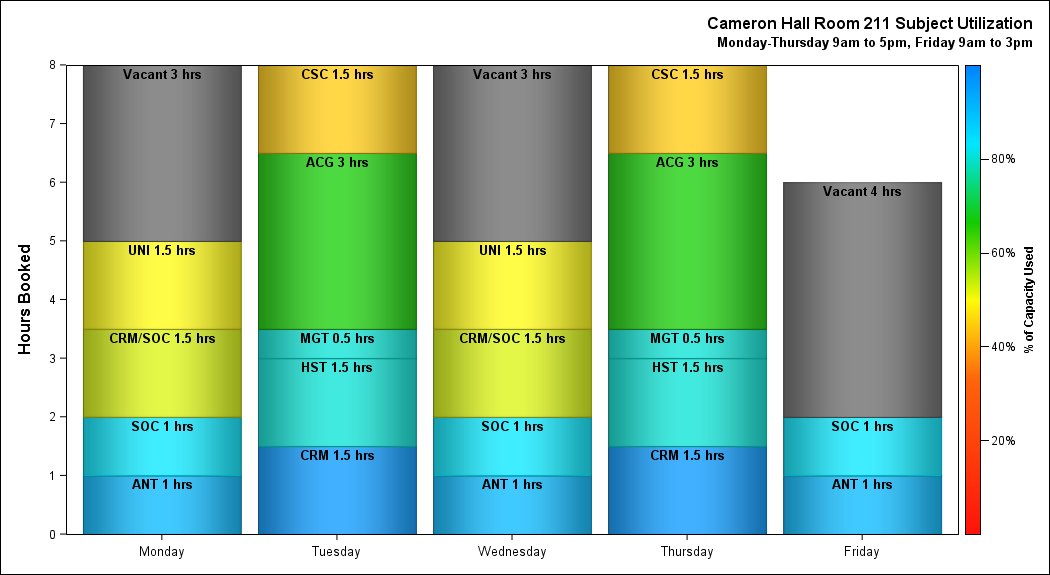 Cameron Hall Room 211 Subject Utilization
Monday-Thursday 9am to 5pm, Friday 9am to 3pm
Hours Booked
8
7
6
5
4
3
2
1
0
Vacant 3 hrs
UNI 1.5 hrs
CRM/SOC 1.5 hrs
SOC 1 hrs
ANT 1 hrs
Monday
CSC 1.5 hrs
ACG 3 hrs
MGT 0.5 hrs
HST 1.5 hrs
CRM 1.5 hrs
Tuesday
Vacant 3 hrs
UNI 1.5 hrs
CRM/SOC 1.5 hrs
SOC 1 hrs
ANT 1 hrs
Wednesday
CSC 1.5 hrs
ACG 3 hrs
MGT 0.5 hrs
HST 1.5 hrs
CRM 1.5 hrs
Thursday
Vacant 4 hrs
SOC 1 hrs
ANT 1 hrs
Friday
80%
60%
40%
20%
% of Capacity Used